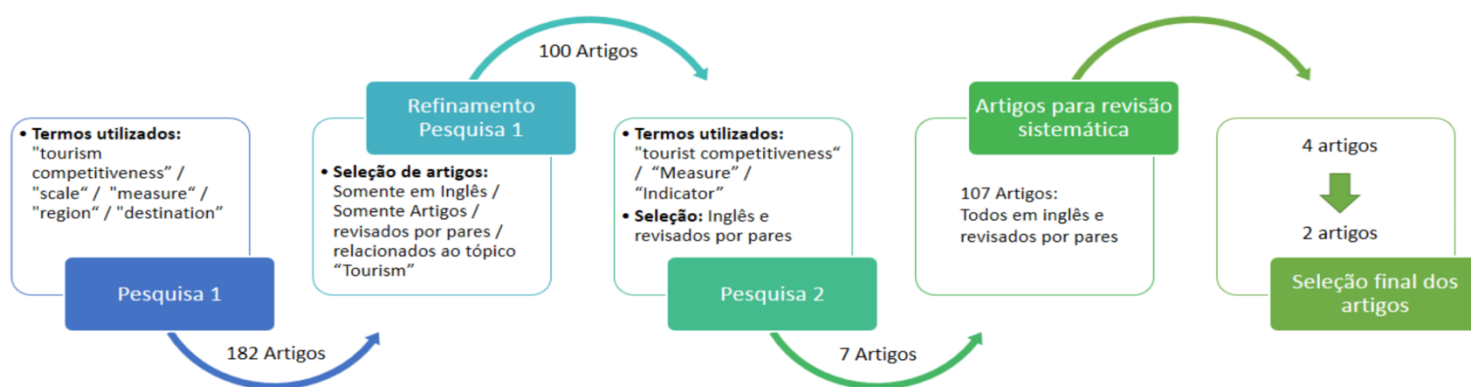 • Termos utilizados:
"tourism
competitiveness” /
"scale“ / "measure“ /
"region“ / "destination”
Pesquisa 1
182 Artigos
Refinamento
Pesquisa 1
• Seleção de artigos:
Somente em Inglês /
Somente Artigos /
revisados por pares /
relacionados ao tópico
“Tourism”
100 Artigos
• Termos utilizados:
"tourist competitiveness“
/ “Measure” /
“Indicator”
• Seleção: Inglês e
revisados por pares
Pesquisa 2
7 Artigos
Artigos para revisão
sistemática
107 Artigos:
Todos em inglês e
revisados por pares
4 artigos
2 artigos
Seleção final dos
artigos